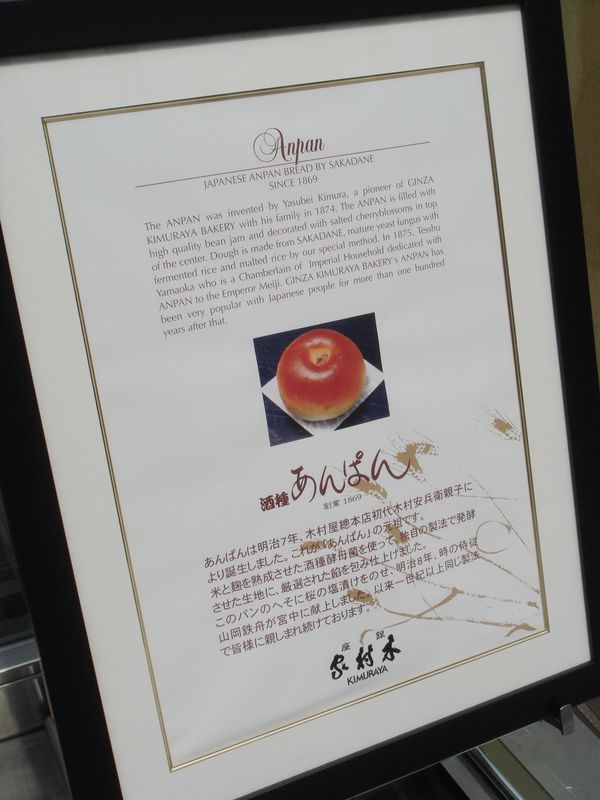 Anpan
JAPANESE ANPAN BREAD BY SAKADANE
SINCE 1869
The ANPAN was invented by Yasubei Kimura, a pioneer of GINZA
KIMURAYA BAKERY with his family in 1874. The ANPAN is filled with
high quality bean jam and decorated with salted cherryblossoms in top
of the center. Dough is made from SAKADANE, mature yeast fungus with
fermented rice and malted rice by our special method. In 1875, Tesshu
Yamaoka who is a Chamberlain of Imperial Household dedicated with
ANPAN to the Emperor Meiji. GINZA KIMURAYA BAKERY's ANPAN has
been very popular with Japanese people for more than one hundred
years after that.
酒種 あんぱん
創業 1869
あんぱんは明治7年、木村屋總本店初代木村安兵衛親子に
より誕生しました。これが「あんぱん」の元祖です。
米と麹を熟成させた酒種酵母菌を使って、独自の製法で発酵
させた生地に、厳選された餡を包み仕上げました。
このパンのへそに桜の塩漬けをのせ、明治8年、時の侍従
山岡鉄舟が宮中に献上しました。以来一世紀以上同じ製法
で皆様に親しまれ続けております。
座銀
家村木
KIMURAYA